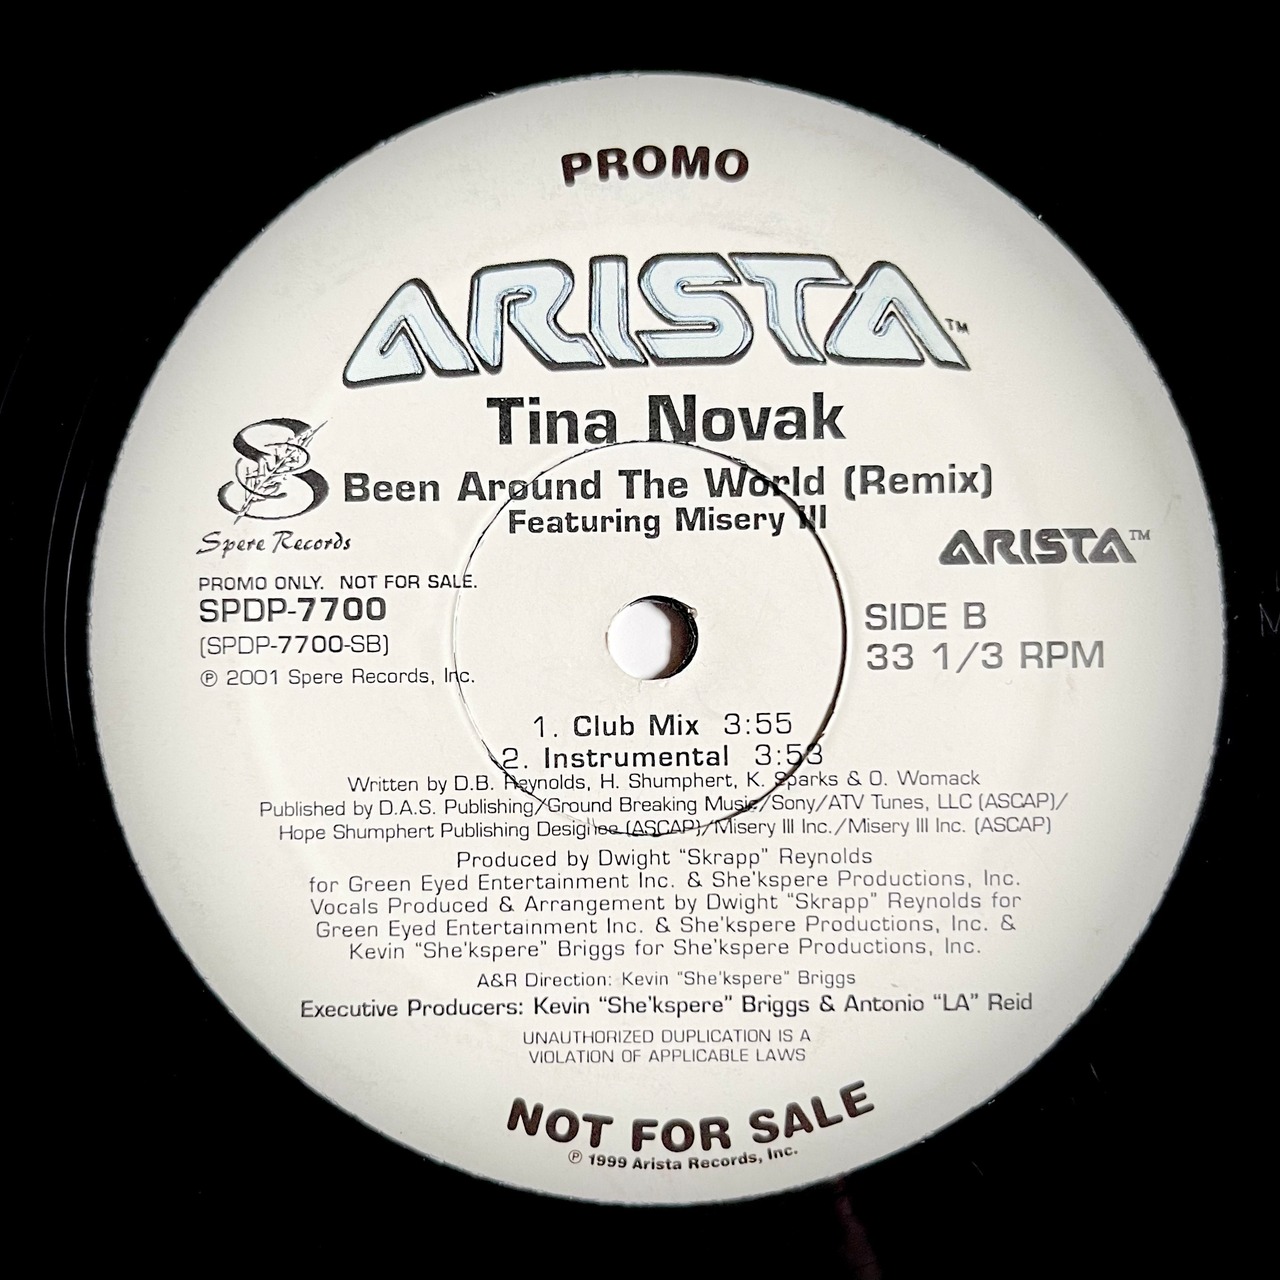 PROMO
ARISTA™
Tina Novak
Been Around The World (Remix)
Featuring Misery III
Spere Records
ARISTA™
PROMO ONLY. NOT FOR SALE.
SPDP-7700
(SPDP-7700-SB)
℗ 2001 Spere Records, Inc.
SIDE B
33 1/3 RPM
1. Club Mix 3:55
2. Instrumental 3:53
Written by D.B. Reynolds, H. Shumphert, K. Sparks & O. Womack
Published by D.A.S. Publishing/Ground Breaking Music/Sony/ATV Tunes, LLC (ASCAP)/
Hope Shumphert Publishing Designee (ASCAP)/Misery III Inc./Misery III Inc. (ASCAP)
Produced by Dwight "Skrapp" Reynolds
for Green Eyed Entertainment Inc. & She'kspere Productions, Inc.
Vocals Produced & Arrangement by Dwight "Skrapp" Reynolds for
Green Eyed Entertainment Inc. & She'kspere Productions, Inc. &
Kevin "She'kspere" Briggs for She'kspere Productions, Inc.
A&R Direction: Kevin "She'kspere" Briggs
Executive Producers: Kevin "She'kspere" Briggs & Antonio "LA" Reid
UNAUTHORIZED DUPLICATION IS A
VIOLATION OF APPLICABLE LAWS
NOT FOR SALE
℗ 1999 Arista Records, Inc.